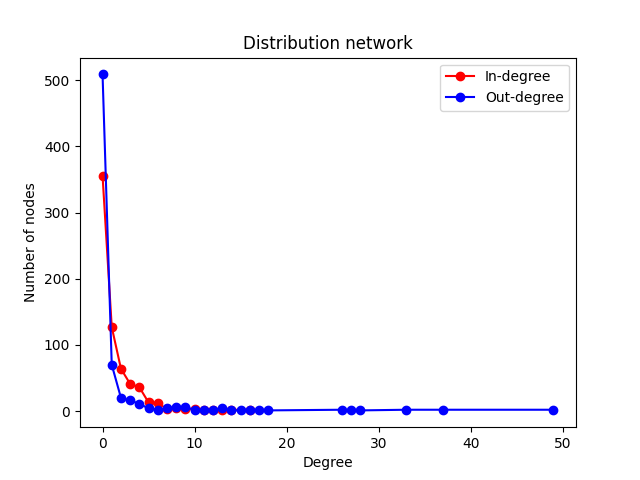 Distribution network
In-degree
Out-degree
Number of nodes
500
400
300
200
100
0
0 10 20 30 40 50
Degree